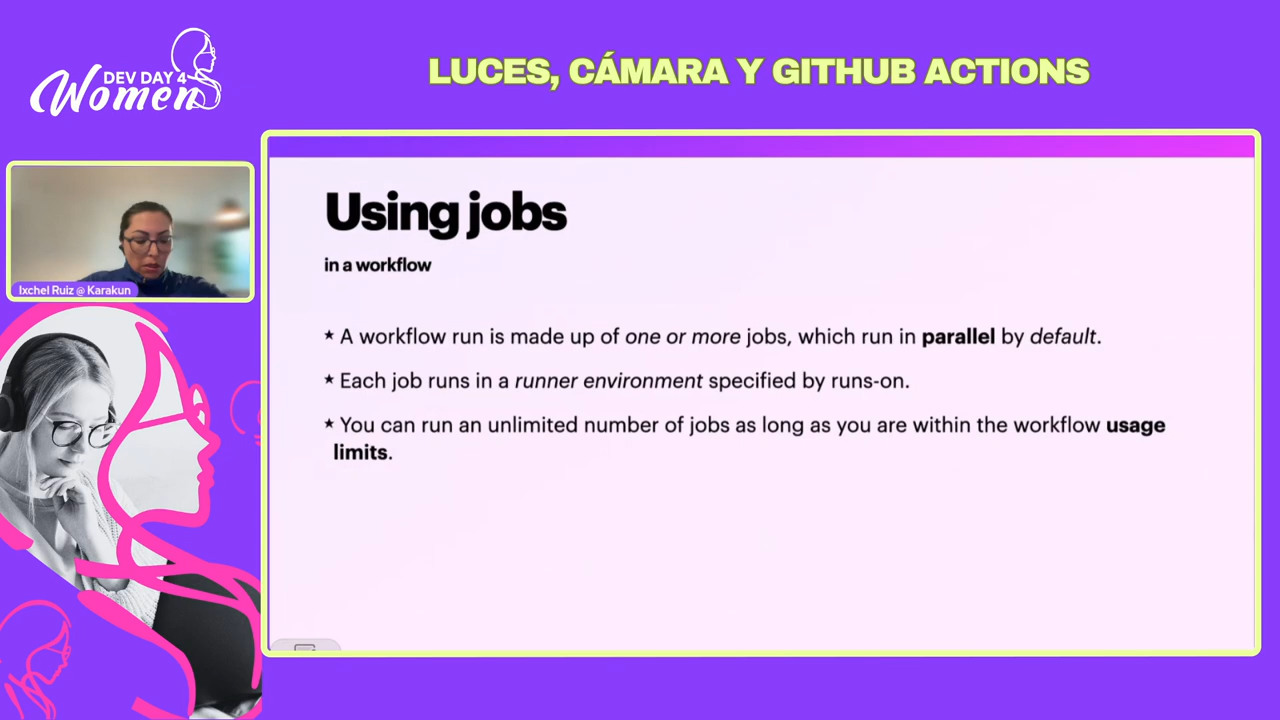 DEV DAY 4
Women
LUCES, CÁMARA Y GITHUB ACTIONS
Ixchel Ruiz @ Karakun
Using jobs
in a workflow
★ A workflow run is made up of one or more jobs, which run in parallel by default.
★ Each job runs in a runner environment specified by runs-on.
★ You can run an unlimited number of jobs as long as you are within the workflow usage
limits.